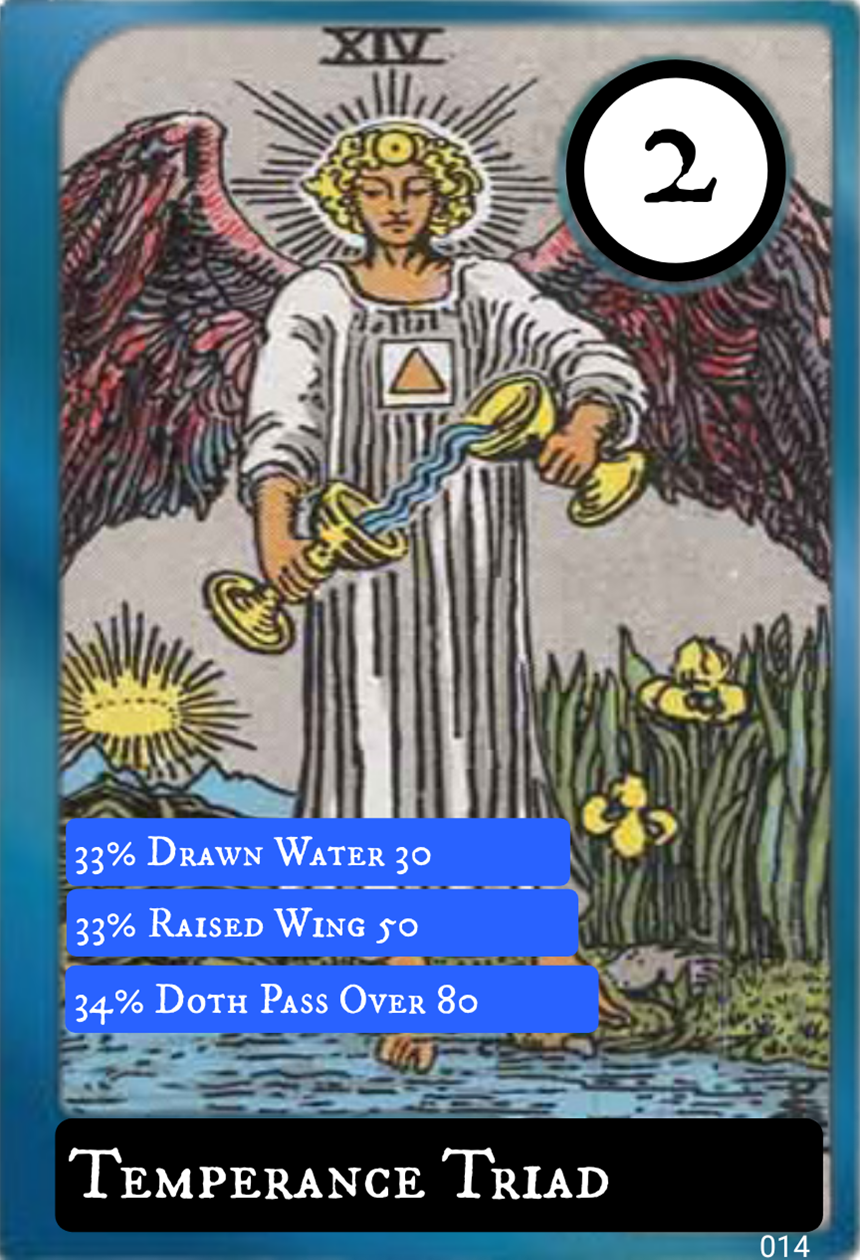 XIV
2
33% Drawn Water 30
33% Raised Wing 50
34% Doth Pass Over 80
Temperance Triad
014